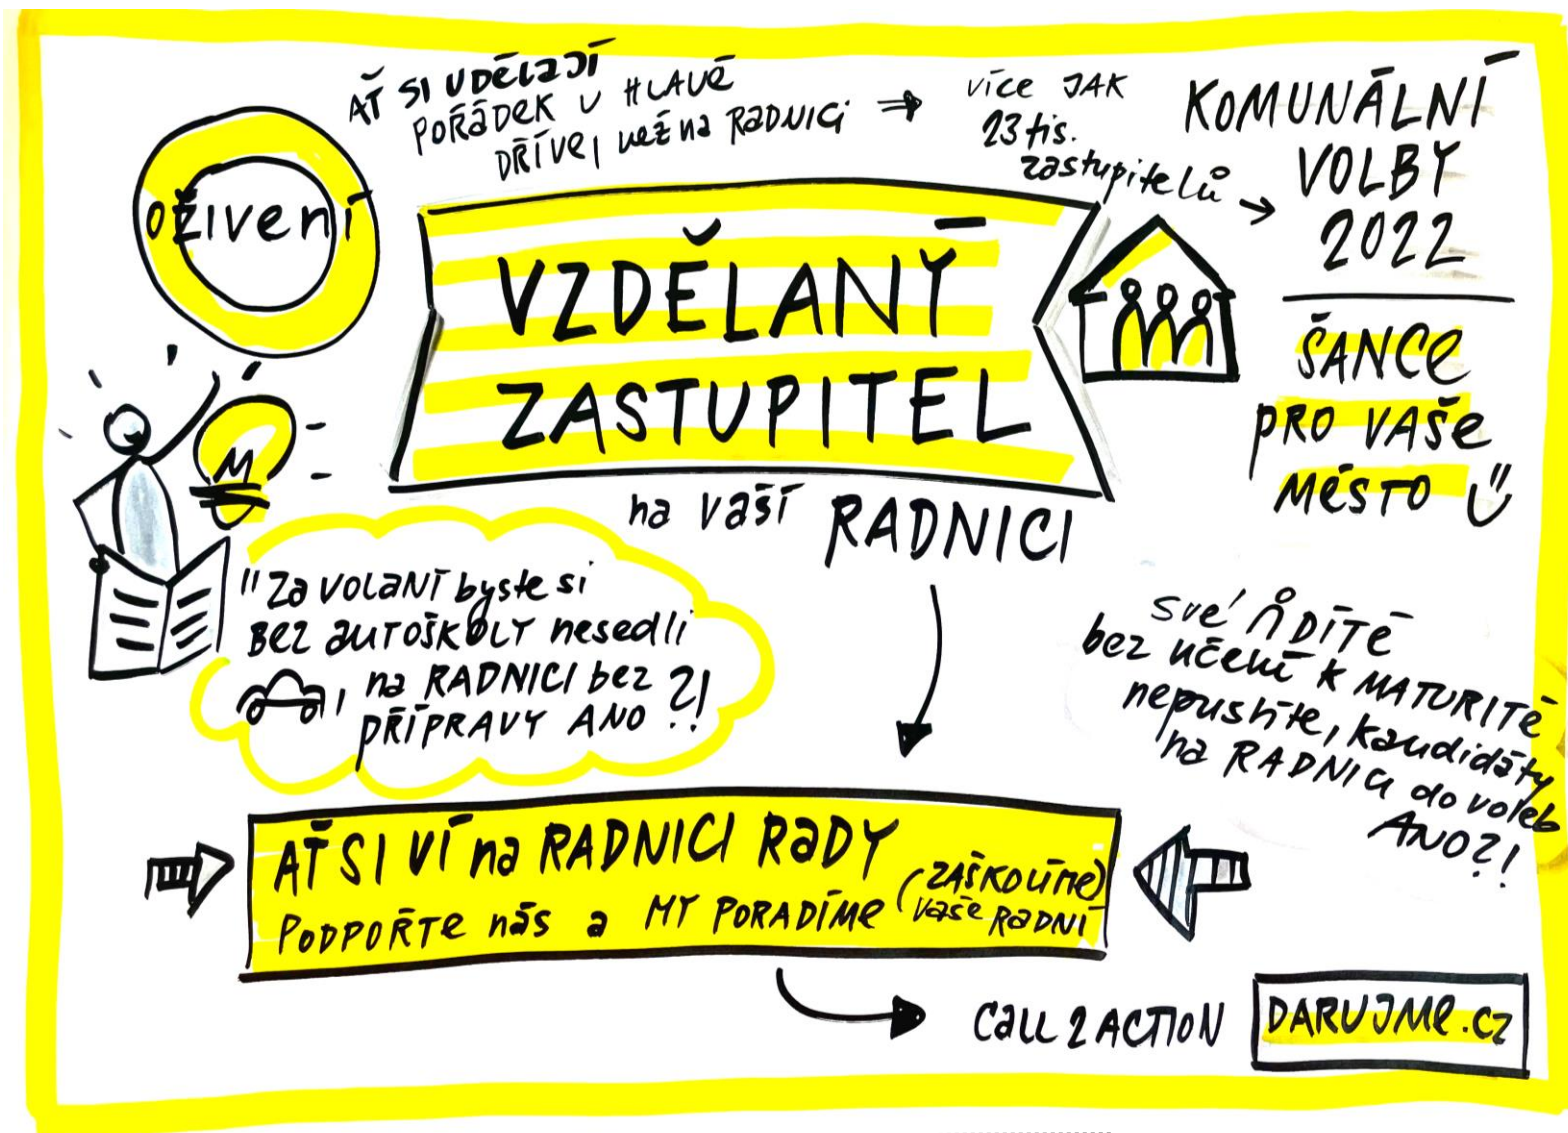 AŤ SI UDĚLAJÍ
POŘÁDEK V HLAVĚ
DŘÍVE, než na RADNICI
více JAK
23 tis.
zastupitelů
KOMUNÁLNÍ
VOLBY
2022
ŠANCE
PRO VAŠE
MĚSTO
oživení
VZDĚLANÝ
ZASTUPITEL
na vaší RADNICI
M
"Za VOLANÍ byste si
BEZ AUTOŠKOLY nesedli
, na RADNICI bez
PŘÍPRAVY ANO ?!
své DÍTĚ
bez učení K MATURITĚ
nepustíte, kandidáty
na RADNICI do voleb
ANO?!
AŤ SI VÍ na RADNICI RADY
PODPOŘTE nás a MY PORADÍME (ZAŠKOLÍME)
vaše RADNÍ
CALL 2 ACTION
DARUJME.CZ